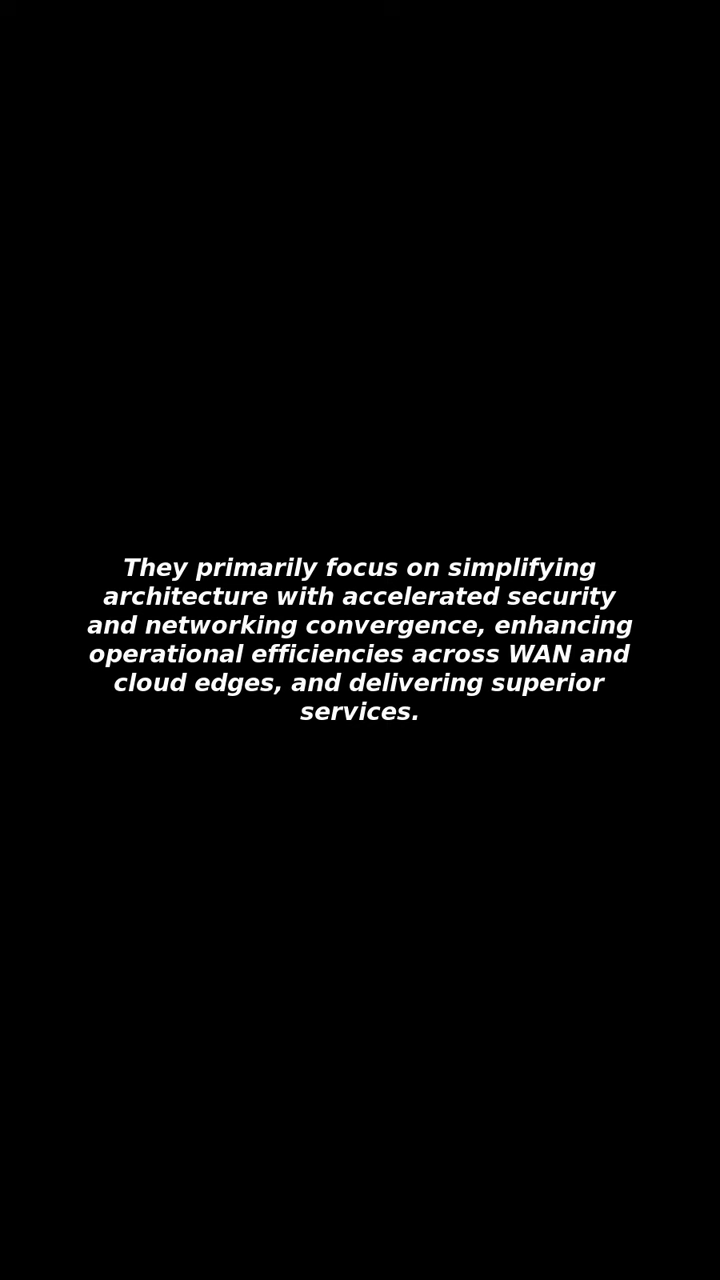 They primarily focus on simplifying
architecture with accelerated security
and networking convergence, enhancing
operational efficiencies across WAN and
cloud edges, and delivering superior
services.